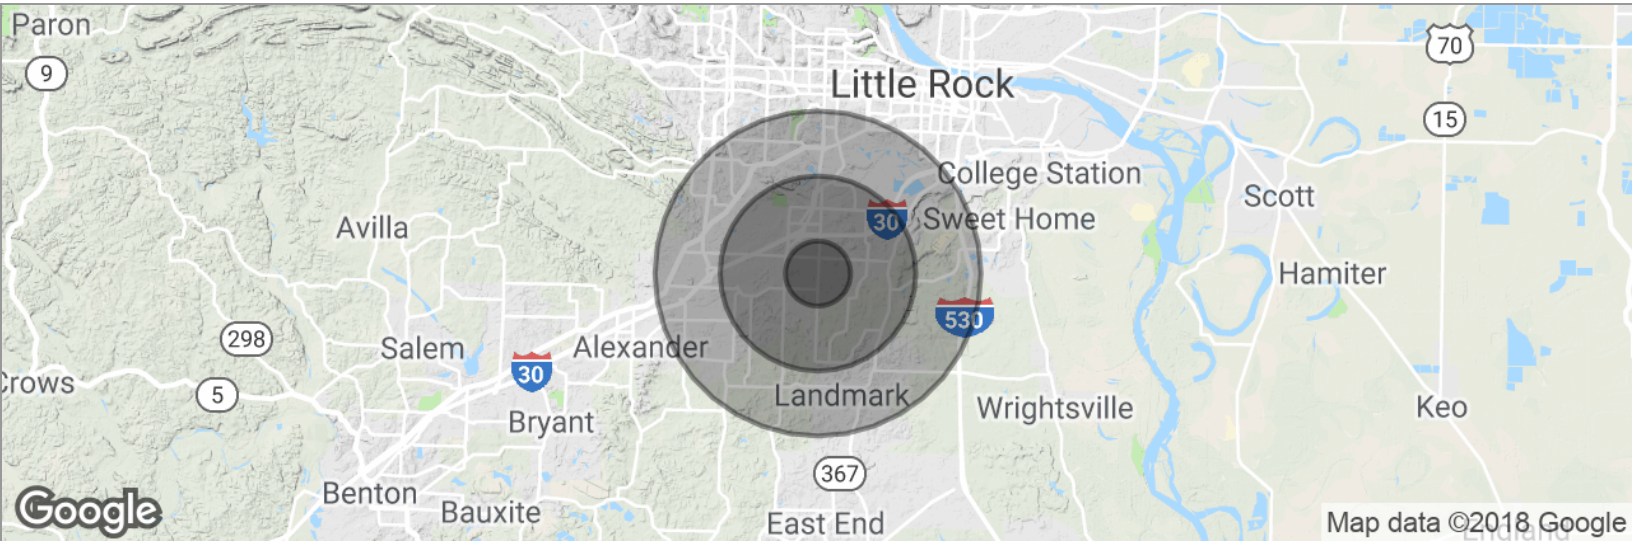 Paron
9
70
Little Rock
15
College Station
Scott
Avilla
30
Sweet Home
Hamiter
530
298
Salem
Alexander
30
Crows
5
Landmark
Bryant
Wrightsville
Keo
367
Benton
Bauxite
Google
East End
Map data ©2018 Google
England